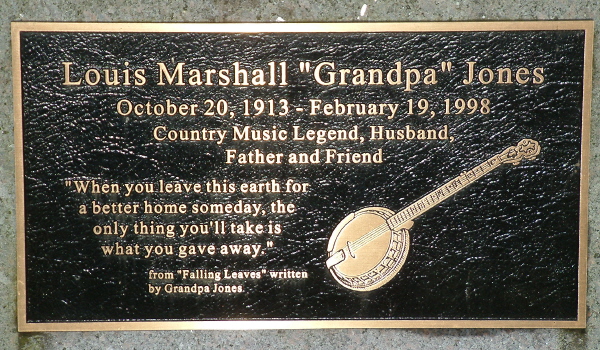 Louis Marshall "Grandpa" Jones
October 20, 1913 - February 19, 1998
Country Music Legend, Husband,
Father and Friend
"When you leave this earth for
a better home someday, the
only thing you'll take is
what you gave away."
from "Falling Leaves" written
by Grandpa Jones.